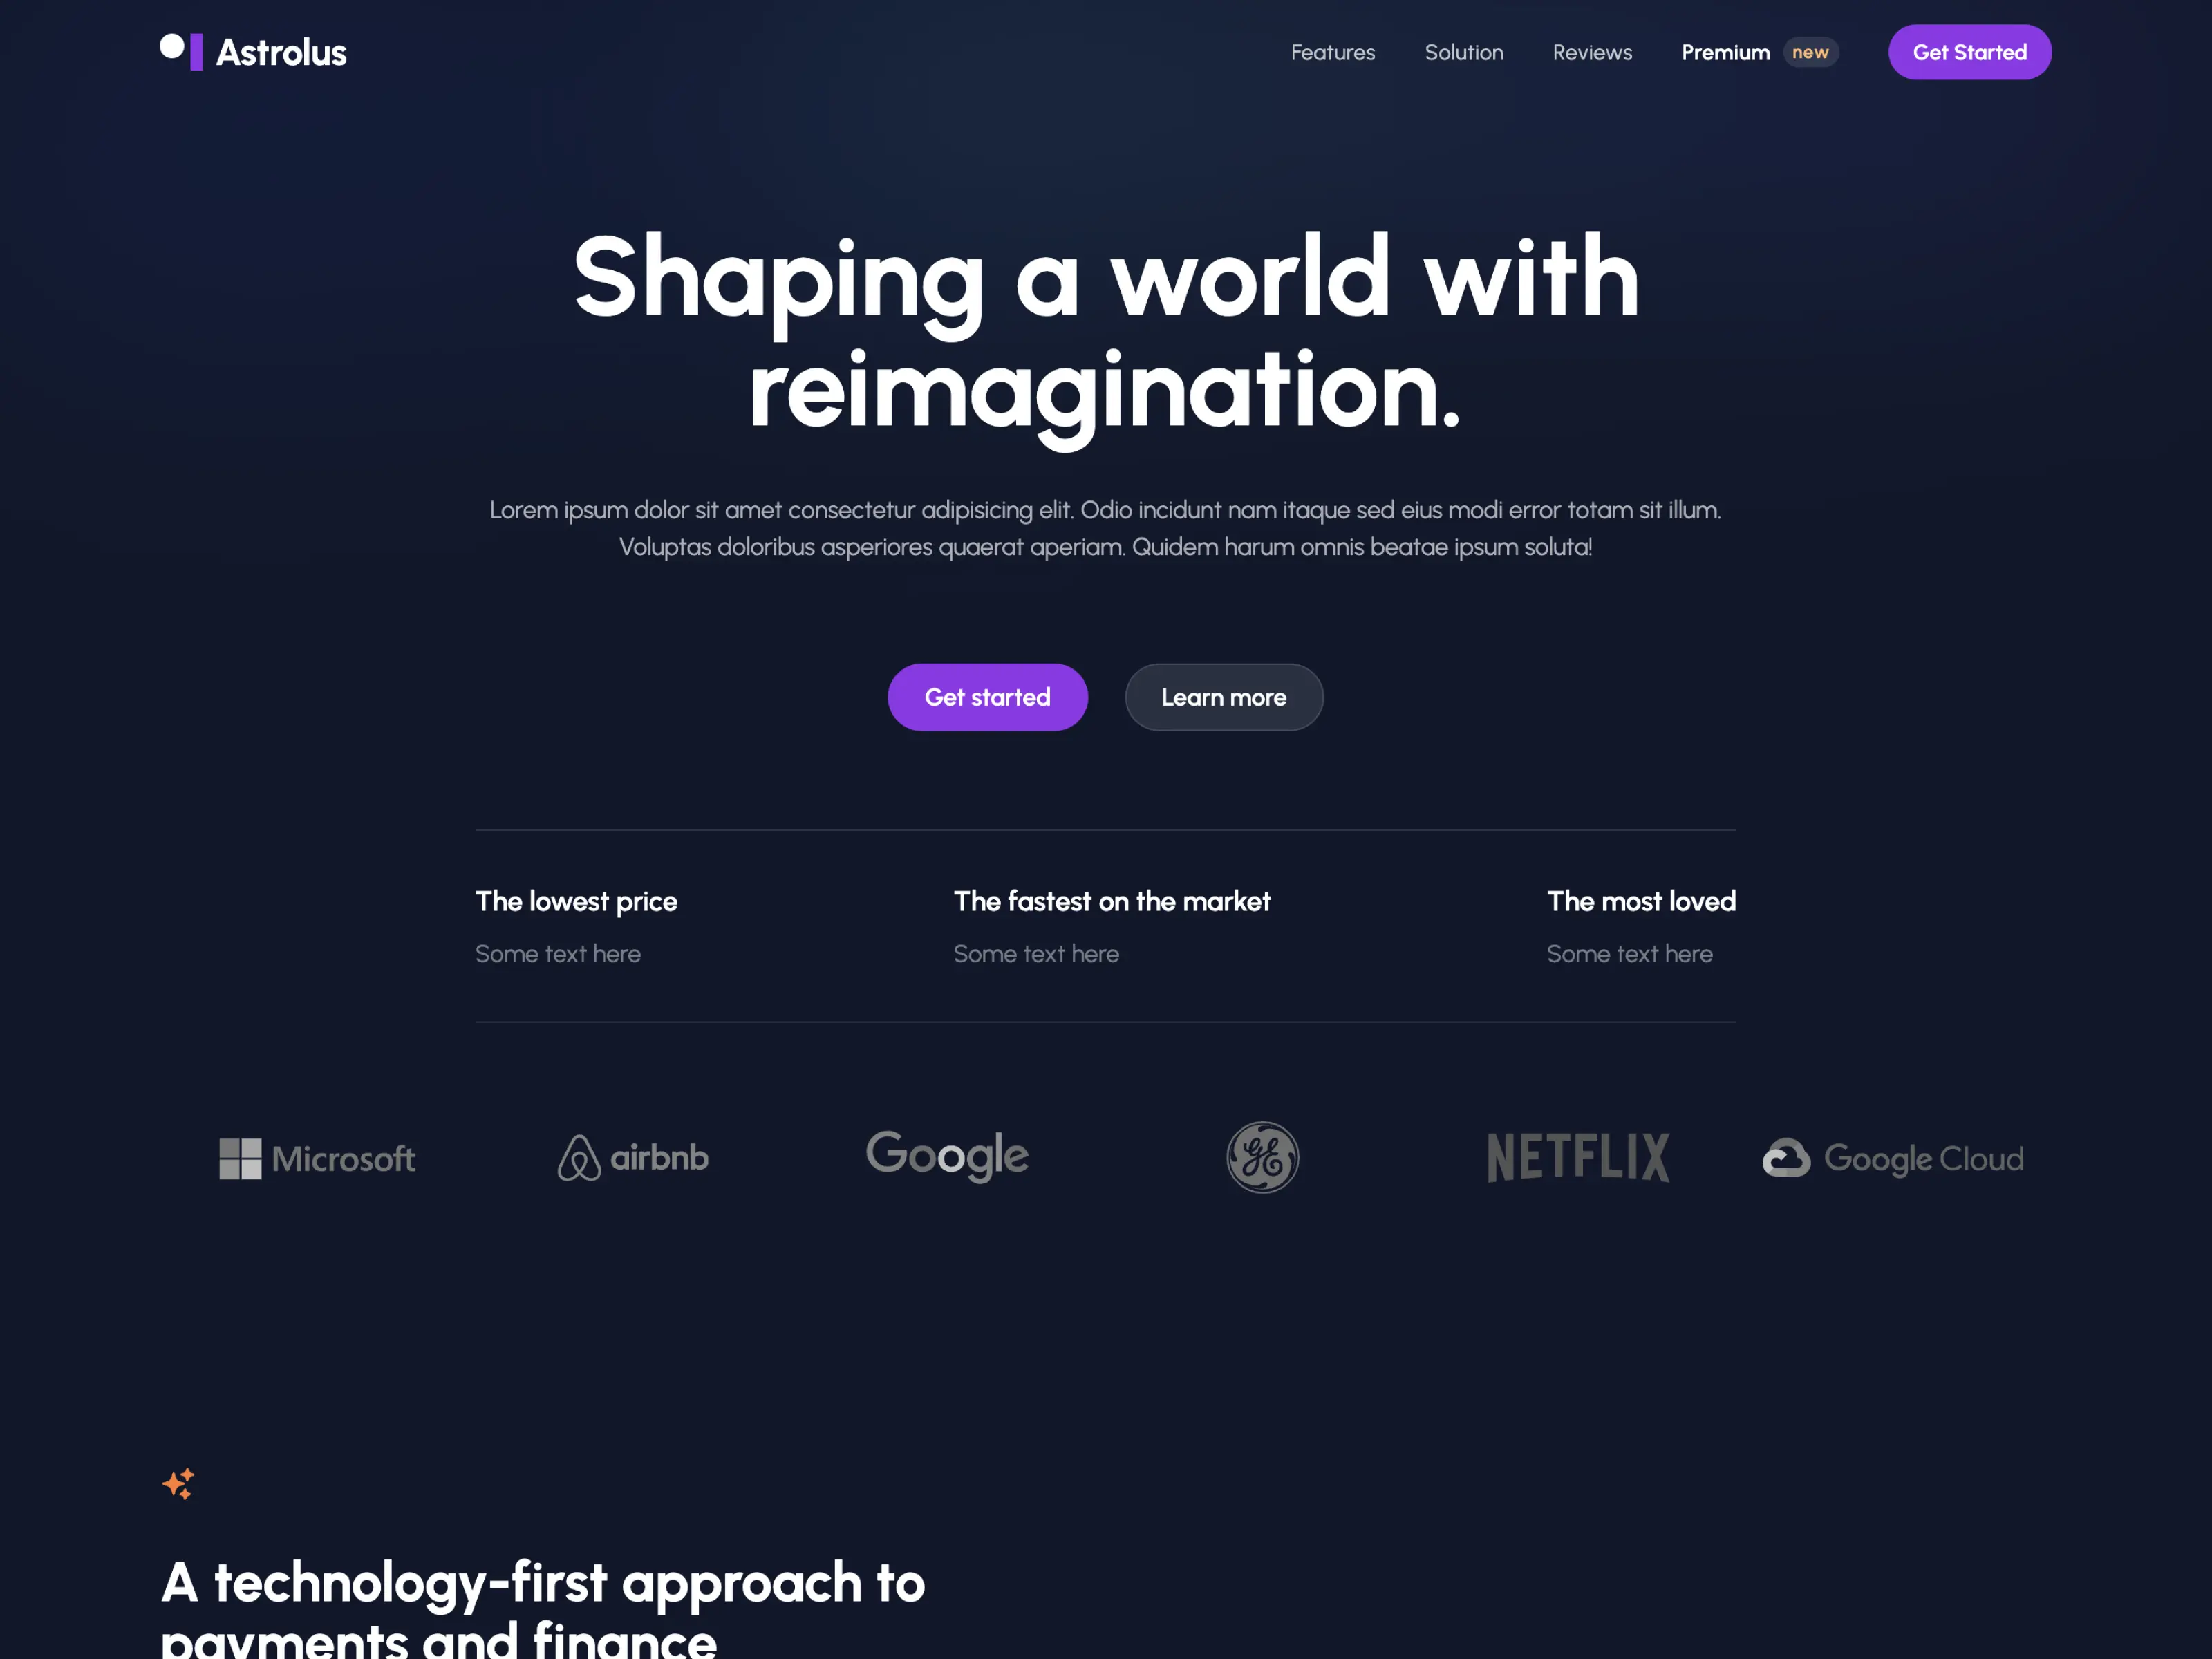 Astrolus
Features
Solution
Reviews
Premium
new
Get Started
Shaping a world with
reimagination.
Lorem ipsum dolor sit amet consectetur adipisicing elit. Odio incidunt nam itaque sed eius modi error totam sit illum.
Voluptas doloribus asperiores quaerat aperiam. Quidem harum omnis beatae ipsum soluta!
Get started
Learn more
The lowest price
Some text here
The fastest on the market
Some text here
The most loved
Some text here
Microsoft
airbnb
Google
GE
NETFLIX
Google Cloud
A technology-first approach to
payments and finance